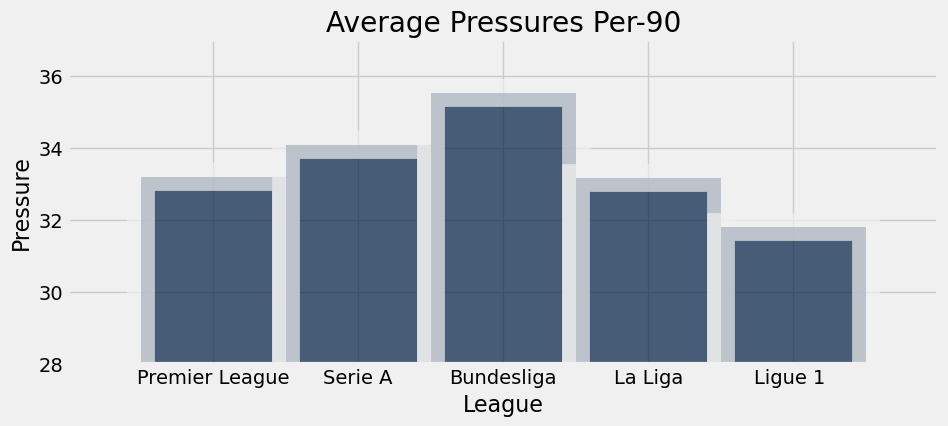 Average Pressures Per-90
Pressure
36
34
32
30
28
Premier League Serie A Bundesliga La Liga Ligue 1
League